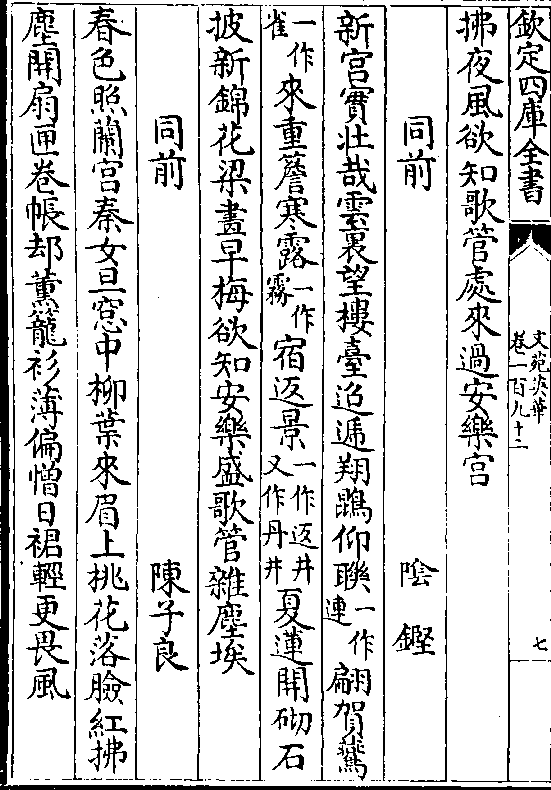 欽定四庫全書
文苑英華
卷一百九十二
七
拂夜風欲知歌管處來過安樂宮
同前 陰鏗
新宮實壯哉雲裏望樓臺迢遞翔鵾仰聯一作連翩賀鷰
一作雀來重簷寒露一作霧宿返景一作返井又作丹井夏蓮開砌石
披新錦花梁畫早梅欲知安樂盛歌管雜塵埃
同前 陳子良
春色照蘭宮秦女旦窓中柳葉來眉上桃花落臉紅拂
塵開扇匣卷帳却薰籠衫薄偏憎日裙輕更畏風